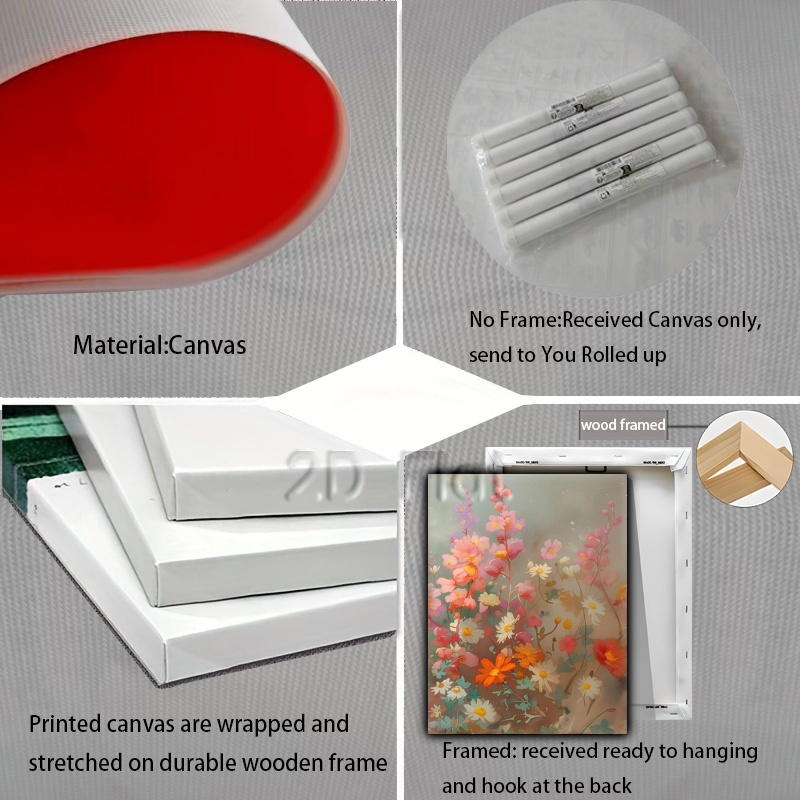 Material:Canvas
No Frame:Received Canvas only,
send to You Rolled up
wood framed
2D
Printed canvas are wrapped and
stretched on durable wooden frame
Framed: received ready to hanging
and hook at the back